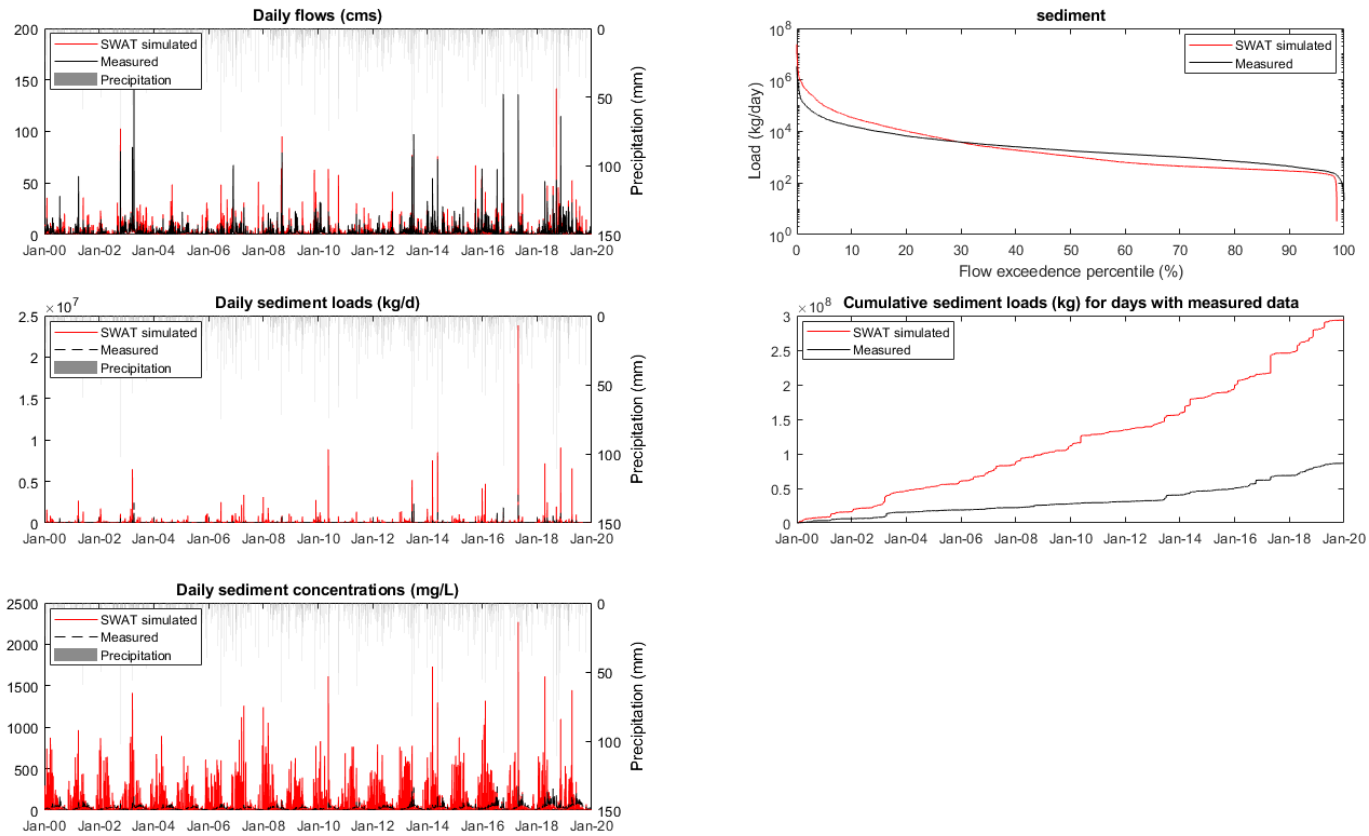 Daily flows (cms)
200
150
100
50
0
SWAT simulated
Measured
Precipitation
0
50
100
150
Precipitation (mm)
Jan-00 Jan-02 Jan-04 Jan-06 Jan-08 Jan-10 Jan-12 Jan-14 Jan-16 Jan-18 Jan-20
sediment
10^8
10^6
10^4
10^2
10^0
Load (kg/day)
SWAT simulated
Measured
0 10 20 30 40 50 60 70 80 90 100
Flow exceedence percentile (%)
Daily sediment loads (kg/d)
×10^7
2.5
2
1.5
1
0.5
0
SWAT simulated
Measured
Precipitation
0
50
100
150
Precipitation (mm)
Jan-00 Jan-02 Jan-04 Jan-06 Jan-08 Jan-10 Jan-12 Jan-14 Jan-16 Jan-18 Jan-20
Cumulative sediment loads (kg) for days with measured data
×10^8
3
2.5
2
1.5
1
0.5
0
SWAT simulated
Measured
Jan-00 Jan-02 Jan-04 Jan-06 Jan-08 Jan-10 Jan-12 Jan-14 Jan-16 Jan-18 Jan-20
Daily sediment concentrations (mg/L)
2500
2000
1500
1000
500
0
SWAT simulated
Measured
Precipitation
0
50
100
150
Precipitation (mm)
Jan-00 Jan-02 Jan-04 Jan-06 Jan-08 Jan-10 Jan-12 Jan-14 Jan-16 Jan-18 Jan-20